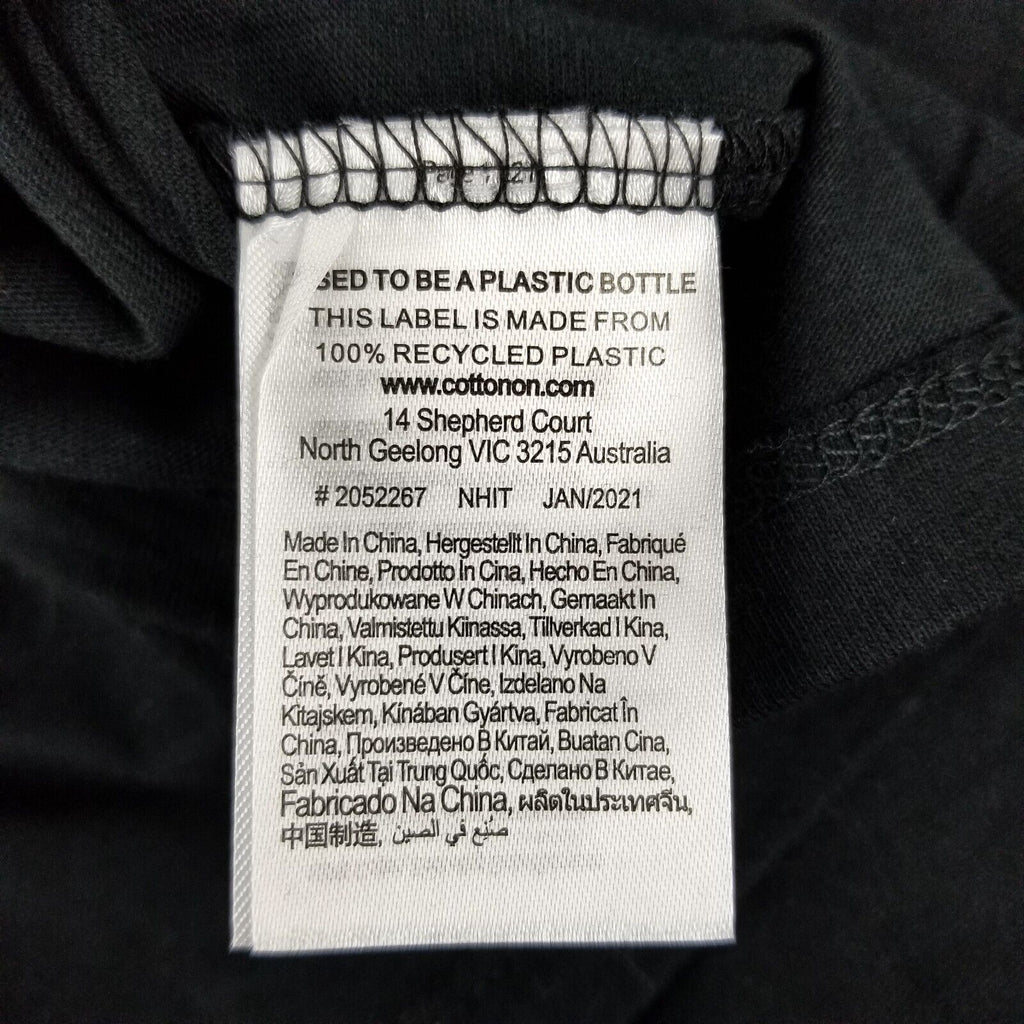 TO BE A PLASTIC BOTTLE
THIS LABEL IS MADE FROM
100% RECYCLED PLASTIC
www.cottonon.com
14 Shepherd Court
North Geelong VIC 3215 Australia
# 2052267 NHIT JAN/2021
Made In China, Hergestellt In China, Fabriqué
En Chine, Prodotto In Cina, Hecho En China,
Wyprodukowane W Chinach, Gemaakt In
China, Valmistettu Kiinassa, Tillverkad I Kina,
Lavet I Kina, Produsert I Kina, Vyrobeno V
Číně, Vyrobené V Číne, Izdelano Na
Kitajskem, Kínában Gyártva, Fabricat În
China, Произведено В Китай, Buatan Cina,
Sản Xuất Tại Trung Quốc, Сделано В Китае,
Fabricado Na China, ผลิตในประเทศจีน,
中国制造, صُنِع في الصين